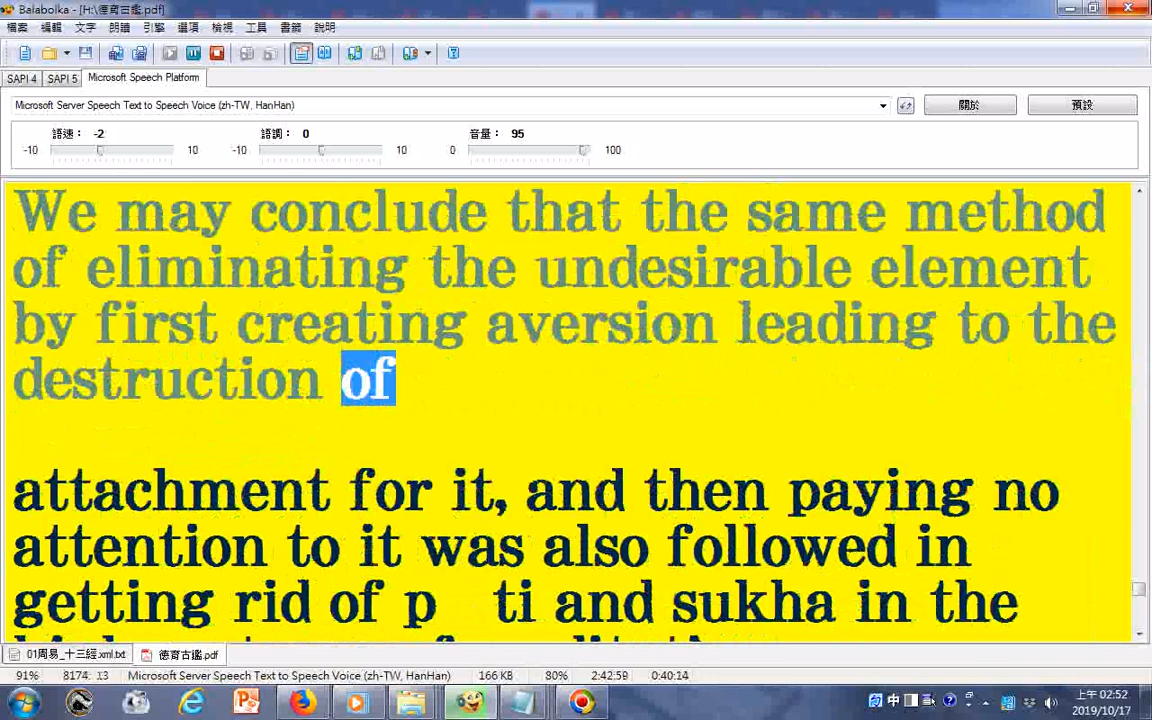 Balabolka - [H:\德育古鑑.pdf]
檔案 編輯 文字 朗讀 引擎 選項 檢視 工具 書籤 說明
SAPI 4 SAPI 5 Microsoft Speech Platform
Microsoft Server Speech Text to Speech Voice (zh-TW, HanHan) 關於 預設
語速： -2 語調： 0 音量： 95
-10 10 -10 10 0 100
We may conclude that the same method
of eliminating the undesirable element
by first creating aversion leading to the
destruction of
attachment for it, and then paying no
attention to it was also followed in
getting rid of p ti and sukha in the
01周易_十三經.xml.txt 德育古鑑.pdf
91% 8174: 13 Microsoft Server Speech Text to Speech Voice (zh-TW, HanHan) 166 KB 80% 2:42:59 0:40:14
中 上午 02:52
2019/10/17